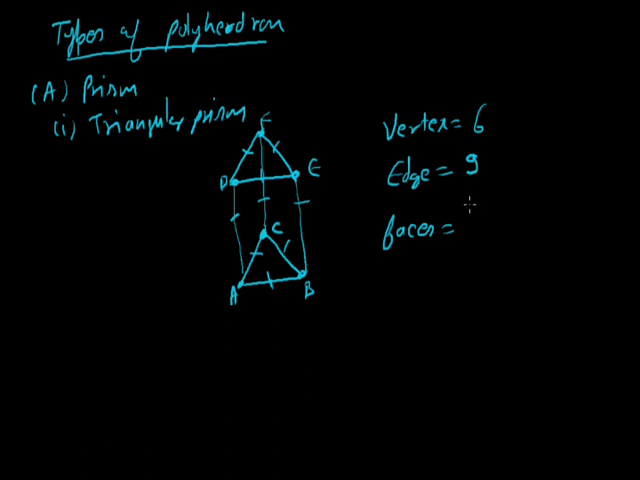 Types of polyhedron
(A) Prism
(i) Triangular prism
F
D
E
C
A
B
Vertex = 6
Edge = 9
faces =